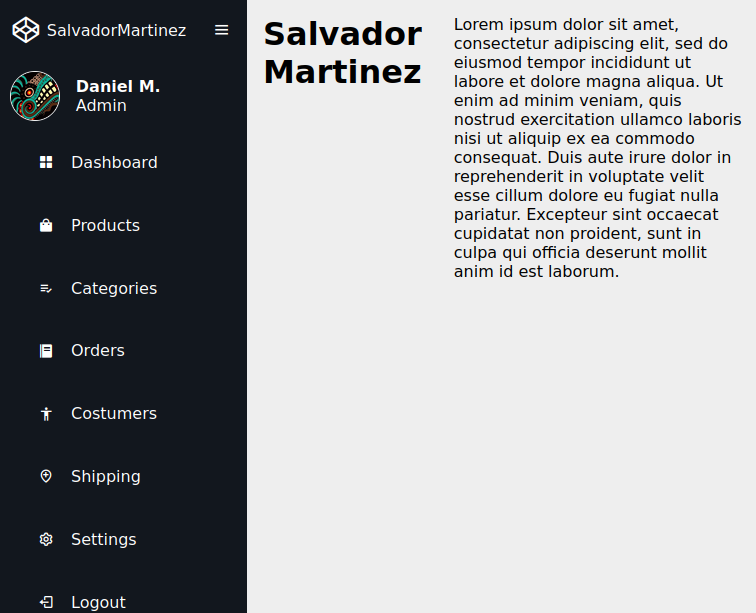 SalvadorMartinez
Daniel M.
Admin
Dashboard
Products
Categories
Orders
Costumers
Shipping
Settings
Logout
Salvador
Martinez
Lorem ipsum dolor sit amet,
consectetur adipiscing elit, sed do
eiusmod tempor incididunt ut
labore et dolore magna aliqua. Ut
enim ad minim veniam, quis
nostrud exercitation ullamco laboris
nisi ut aliquip ex ea commodo
consequat. Duis aute irure dolor in
reprehenderit in voluptate velit
esse cillum dolore eu fugiat nulla
pariatur. Excepteur sint occaecat
cupidatat non proident, sunt in
culpa qui officia deserunt mollit
anim id est laborum.